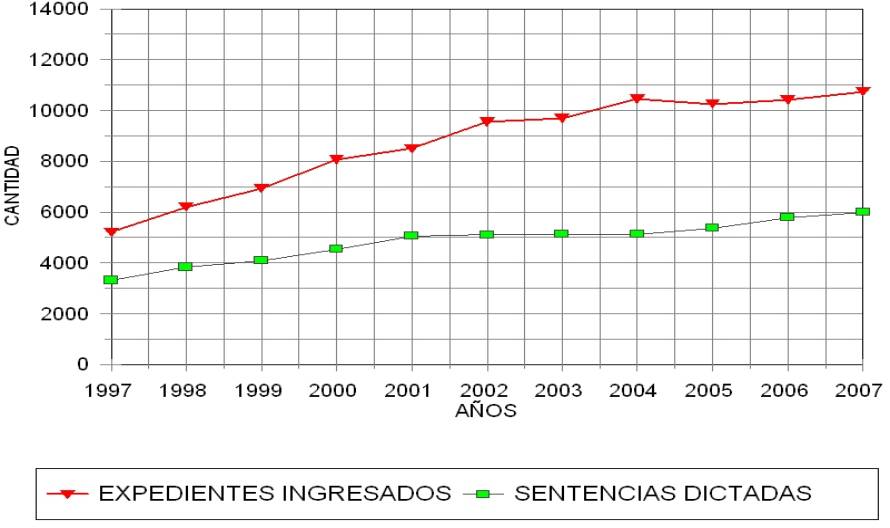 14000
12000
10000
8000
6000
4000
2000
0
CANTIDAD
1997 1998 1999 2000 2001 2002 2003 2004 2005 2006 2007
AÑOS
EXPEDIENTES INGRESADOS SENTENCIAS DICTADAS